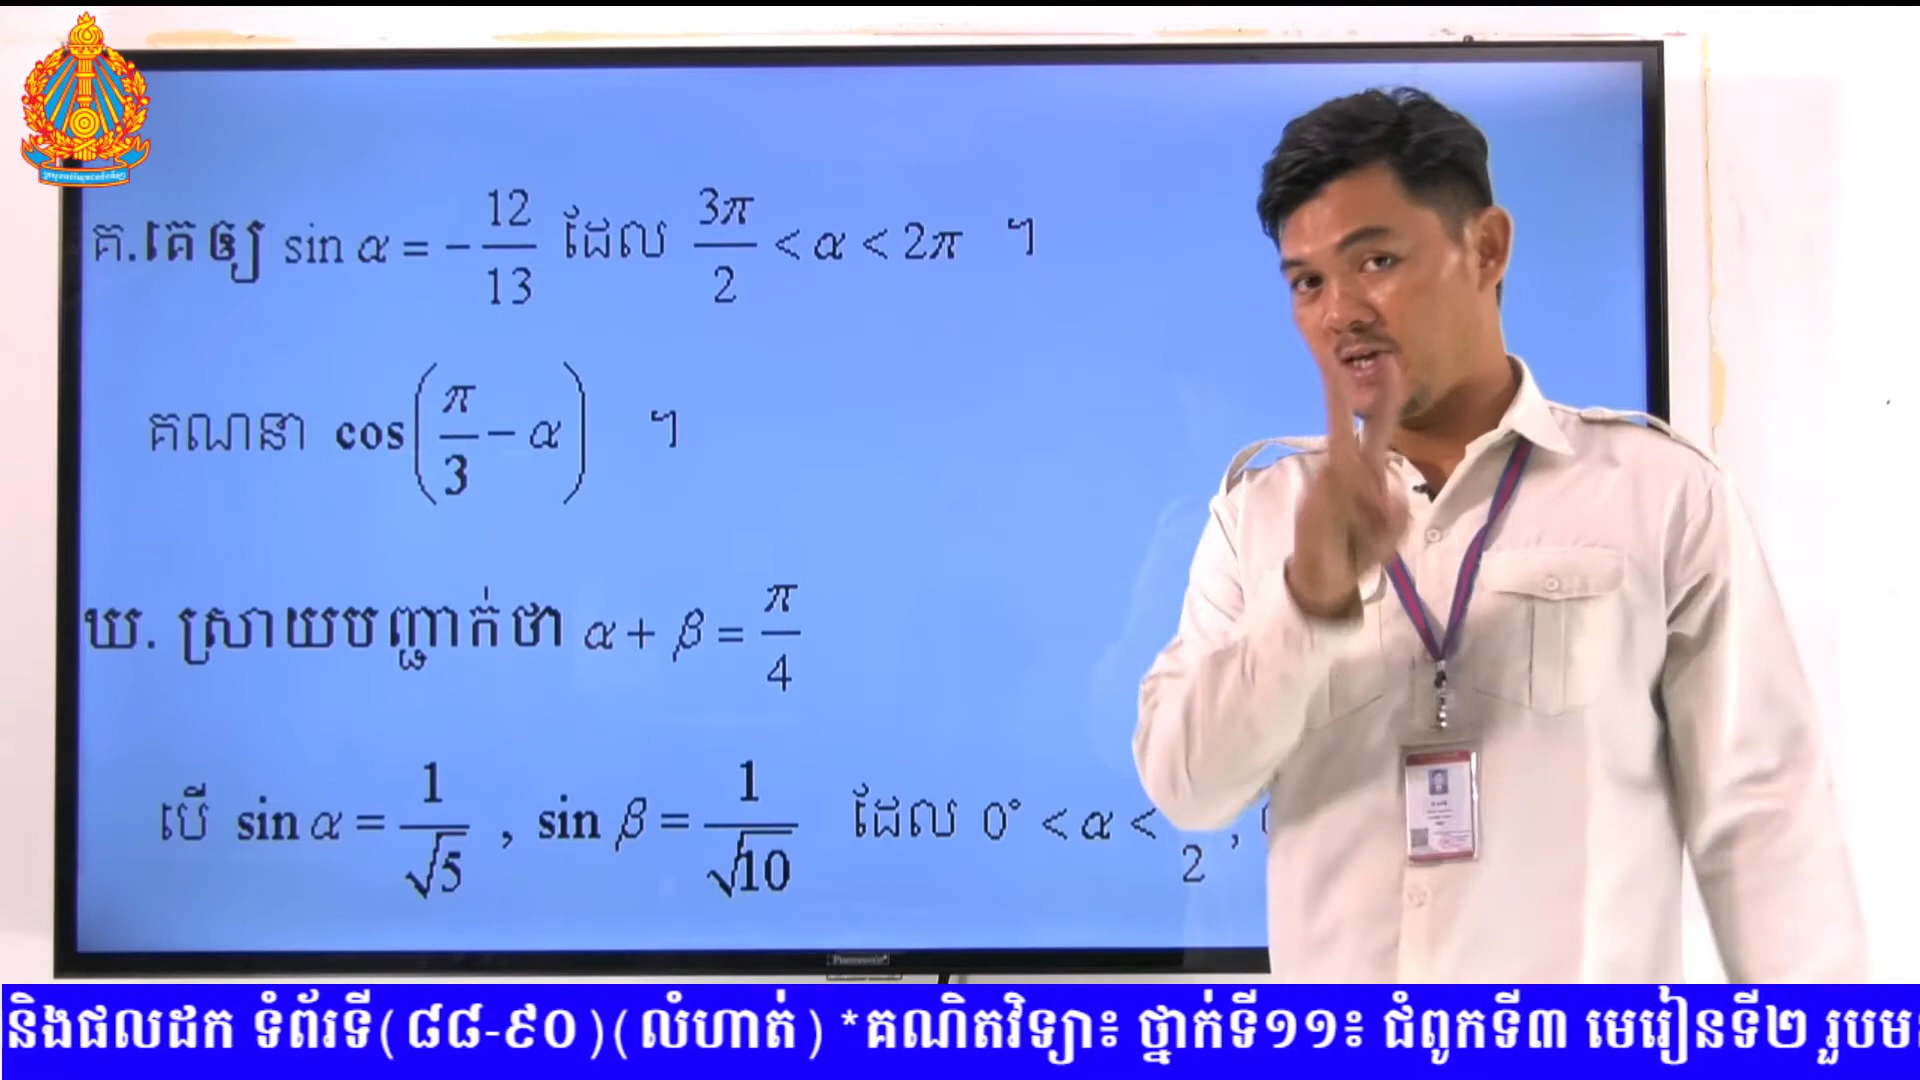 គ.គេឲ្យ sin α = − 12/13 ដែល 3π/2 < α < 2π ។
គណនា cos(π/3 − α) ។
ឃ. ស្រាយបញ្ជាក់ថា α + β = π/4
បើ sin α = 1/√5 , sin β = 1/√10 ដែល 0° < α < /2 ,
និងផលដក ទំព័រទី(៨៨-៩០)(លំហាត់) *គណិតវិទ្យា៖ ថ្នាក់ទី១១៖ ជំពូកទី៣ មេរៀនទី២ រូបម